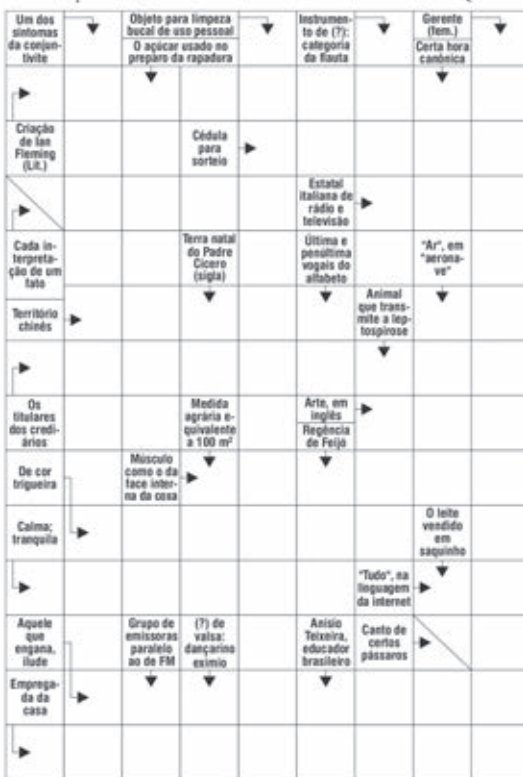 Um dos
sintomas
da conjun-
tivite
Objeto para limpeza
bucal de uso pessoal
O açúcar usado no
preparo da rapadura
Instrumen-
to de (?):
categoria
da flauta
Gerente
(fem.)
Certa hora
canônica
Criação
de Ian
Fleming
(Lit.)
Cédula
para
sorteio
Estatal
italiana de
rádio e
televisão
Cada in-
terpreta-
ção de um
fato
Terra natal
do Padre
Cícero
(sigla)
Última e
penúltima
vogais do
alfabeto
"Ar", em
"aerona-
ve"
Território
chinês
Animal
que trans-
mite a lep-
tospirose
Os
titulares
dos credi-
ários
Medida
agrária e-
quivalente
a 100 m²
Arte, em
inglês
Regência
de Feijó
De cor
trigueira
Músculo
como o da
face inter-
na da coxa
Calma;
tranquila
O leite
vendido
em
saquinho
"Tudo", na
linguagem
da internet
Aquele
que
engana,
ilude
Grupo de
emissoras
paralelo
ao de FM
(?) de
valsa:
dançarino
exímio
Anísio
Teixeira,
educador
brasileiro
Canto de
certos
pássaros
Emprega-
da da
casa